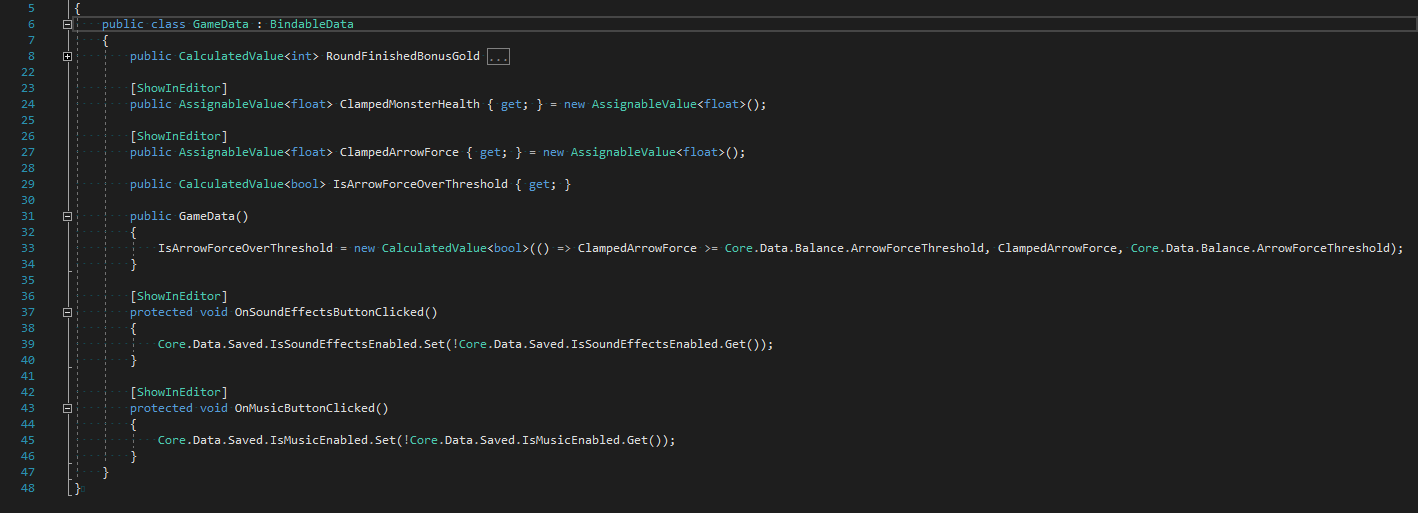 5 {
6 public class GameData : BindableData
7 {
8 public CalculatedValue<int> RoundFinishedBonusGold ...
22
23 [ShowInEditor]
24 public AssignableValue<float> ClampedMonsterHealth { get; } = new AssignableValue<float>();
25
26 [ShowInEditor]
27 public AssignableValue<float> ClampedArrowForce { get; } = new AssignableValue<float>();
28
29 public CalculatedValue<bool> IsArrowForceOverThreshold { get; }
30
31 public GameData()
32 {
33 IsArrowForceOverThreshold = new CalculatedValue<bool>(() => ClampedArrowForce >= Core.Data.Balance.ArrowForceThreshold, ClampedArrowForce, Core.Data.Balance.ArrowForceThreshold);
34 }
35
36 [ShowInEditor]
37 protected void OnSoundEffectsButtonClicked()
38 {
39 Core.Data.Saved.IsSoundEffectsEnabled.Set(!Core.Data.Saved.IsSoundEffectsEnabled.Get());
40 }
41
42 [ShowInEditor]
43 protected void OnMusicButtonClicked()
44 {
45 Core.Data.Saved.IsMusicEnabled.Set(!Core.Data.Saved.IsMusicEnabled.Get());
46 }
47 }
48 }